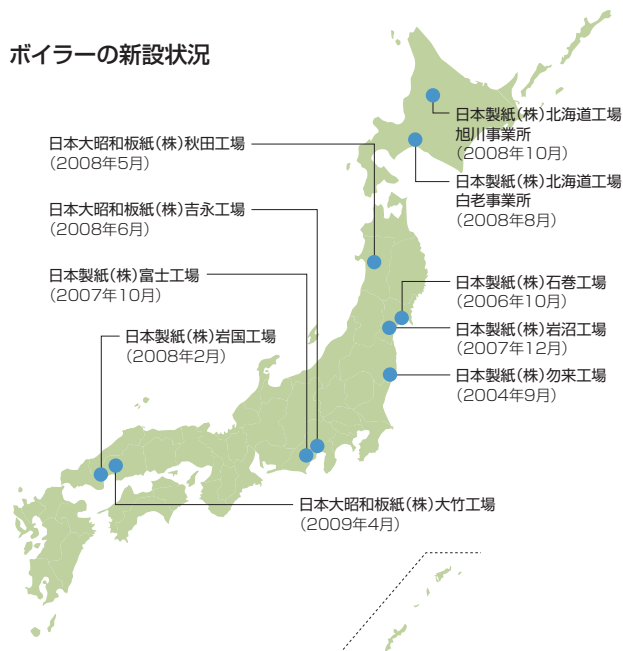 ボイラーの新設状況
日本製紙(株)北海道工場
旭川事業所
(2008年10月)
日本製紙(株)北海道工場
白老事業所
(2008年8月)
日本大昭和板紙(株)秋田工場
(2008年5月)
日本大昭和板紙(株)吉永工場
(2008年6月)
日本製紙(株)富士工場
(2007年10月)
日本製紙(株)岩国工場
(2008年2月)
日本製紙(株)石巻工場
(2006年10月)
日本製紙(株)岩沼工場
(2007年12月)
日本製紙(株)勿来工場
(2004年9月)
日本大昭和板紙(株)大竹工場
(2009年4月)